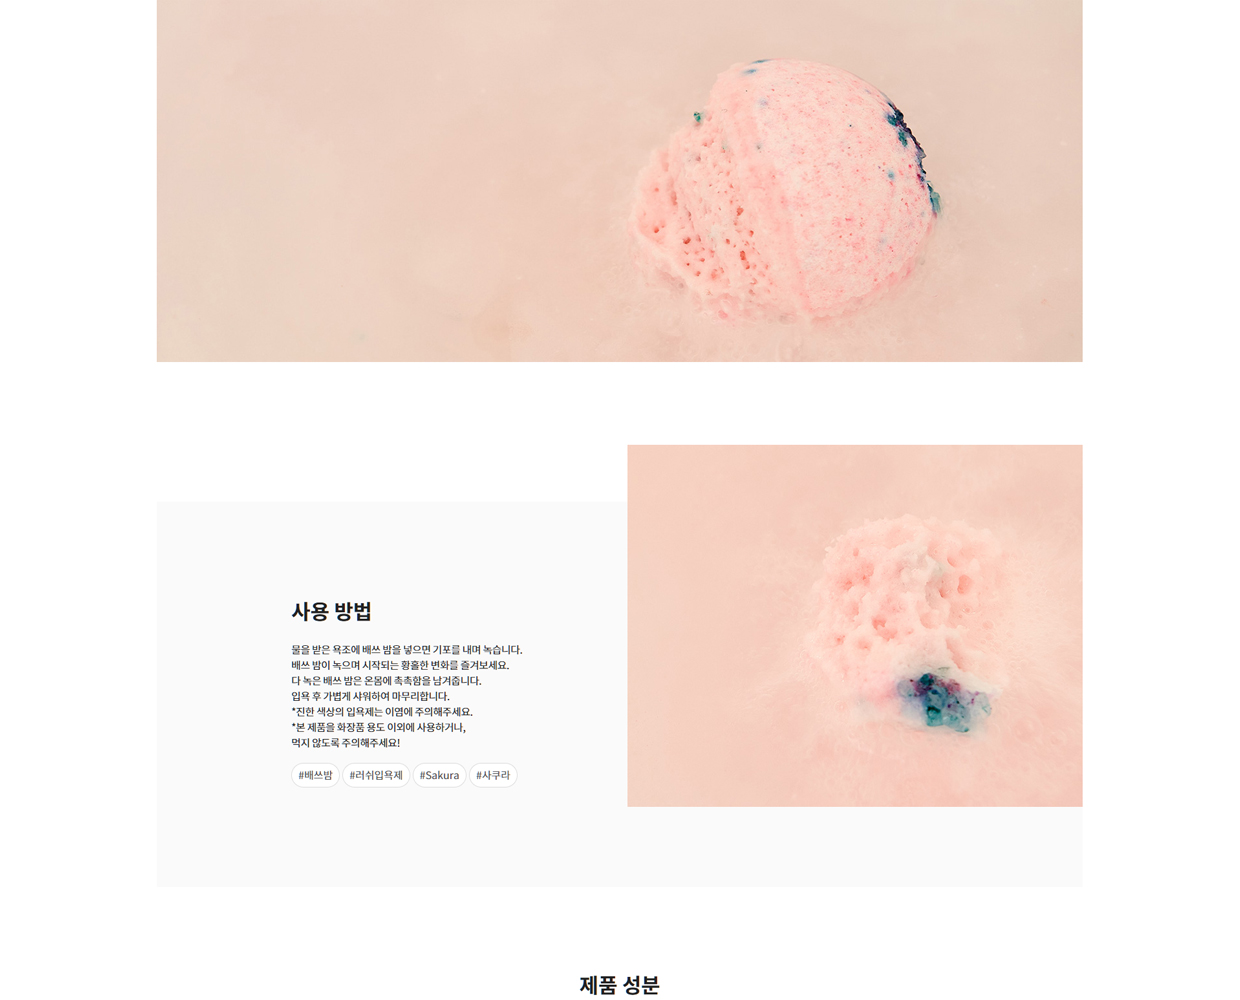 사용 방법
물을 받은 욕조에 배쓰 밤을 넣으면 기포를 내며 녹습니다.
배쓰 밤이 녹으며 시작되는 황홀한 변화를 즐겨보세요.
다 녹은 배쓰 밤은 온몸에 촉촉함을 남겨줍니다.
입욕 후 가볍게 샤워하여 마무리합니다.
*진한 색상의 입욕제는 이염에 주의해주세요.
*본 제품을 화장품 용도 이외에 사용하거나,
먹지 않도록 주의해주세요!
#배쓰밤 #러쉬입욕제 #Sakura #사쿠라
제품 성분